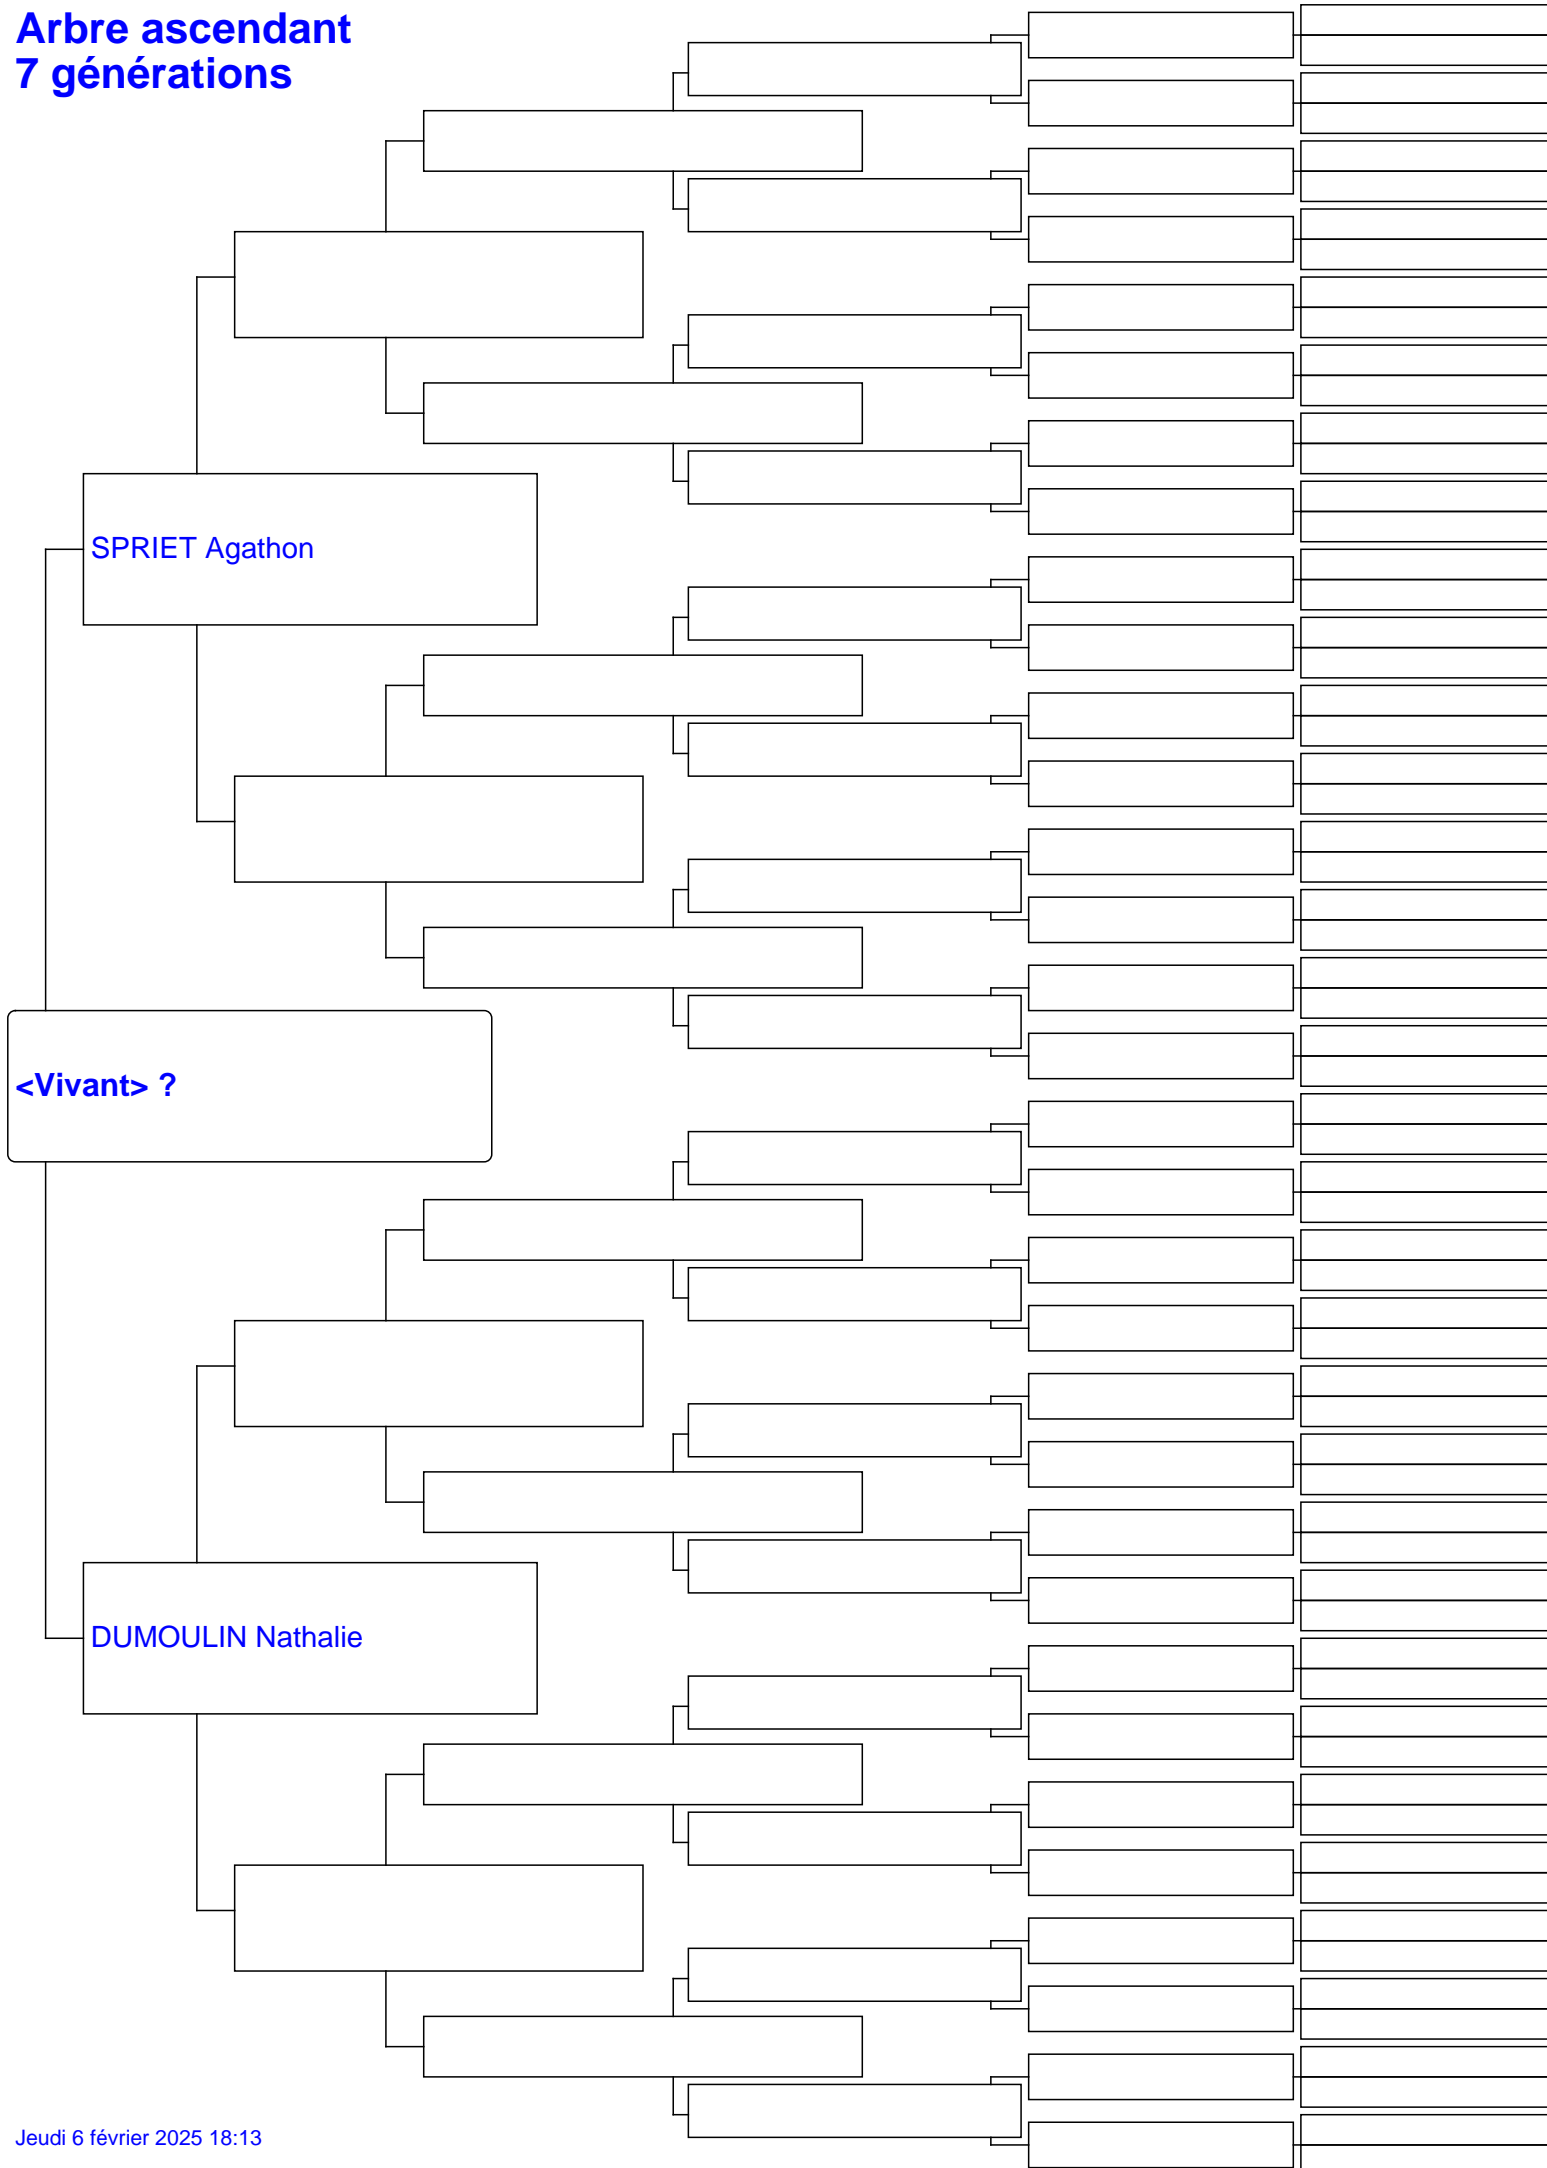 Arbre ascendant
7 générations
SPRIET Agathon
<Vivant> ?
DUMOULIN Nathalie
Jeudi 6 février 2025 18:13